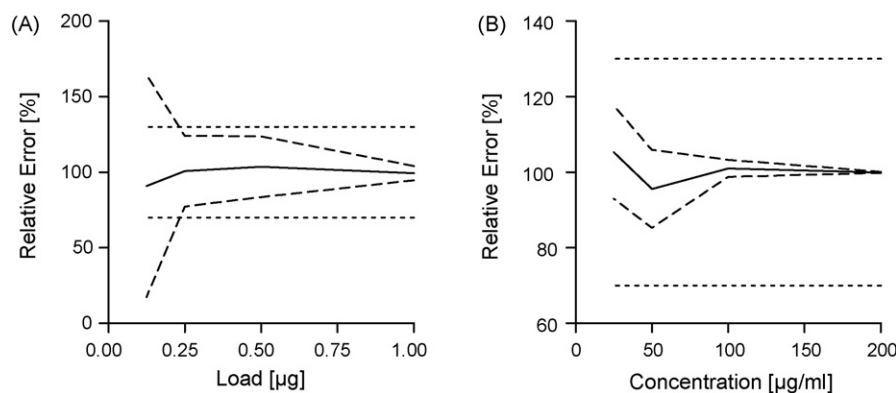 (A)
Relative Error [%]
200
150
100
50
0
0.00 0.25 0.50 0.75 1.00
Load [µg]
(B)
Relative Error [%]
140
120
100
80
60
0 50 100 150 200
Concentration [µg/ml]